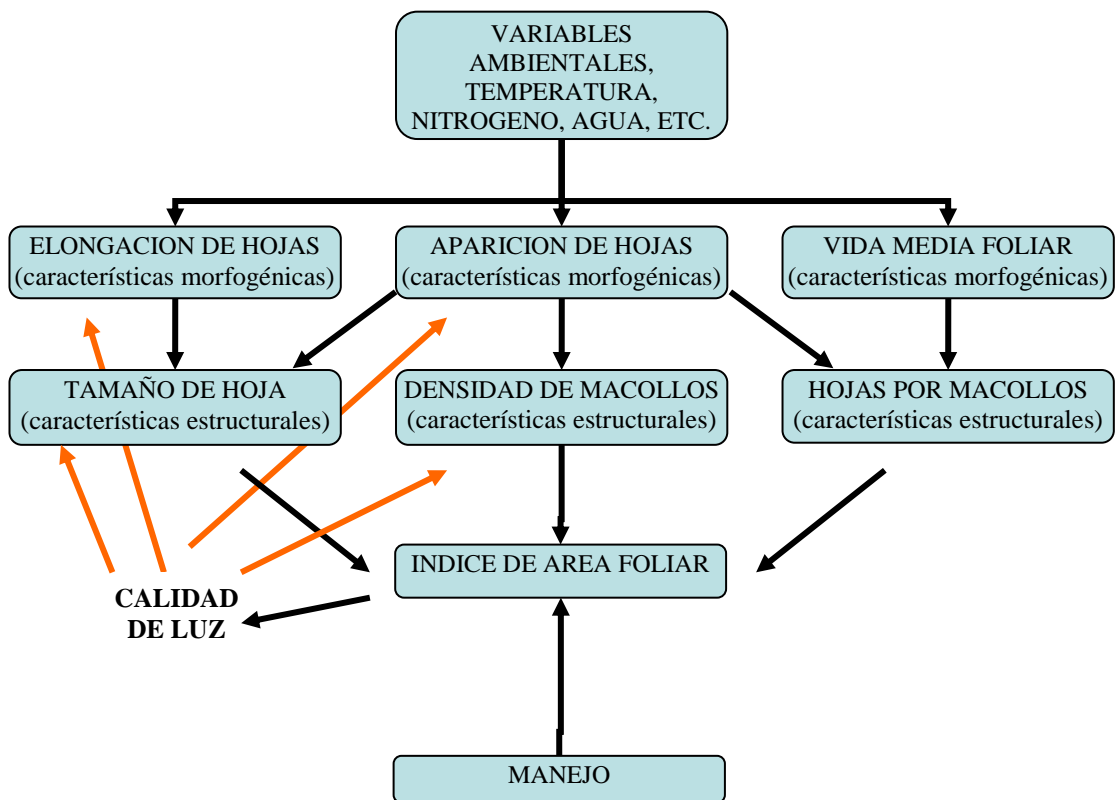 VARIABLES
AMBIENTALES,
TEMPERATURA,
NITROGENO, AGUA, ETC.
ELONGACION DE HOJAS
(características morfogénicas)
APARICION DE HOJAS
(características morfogénicas)
VIDA MEDIA FOLIAR
(características morfogénicas)
TAMAÑO DE HOJA
(características estructurales)
DENSIDAD DE MACOLLOS
(características estructurales)
HOJAS POR MACOLLOS
(características estructurales)
INDICE DE AREA FOLIAR
CALIDAD
DE LUZ
MANEJO